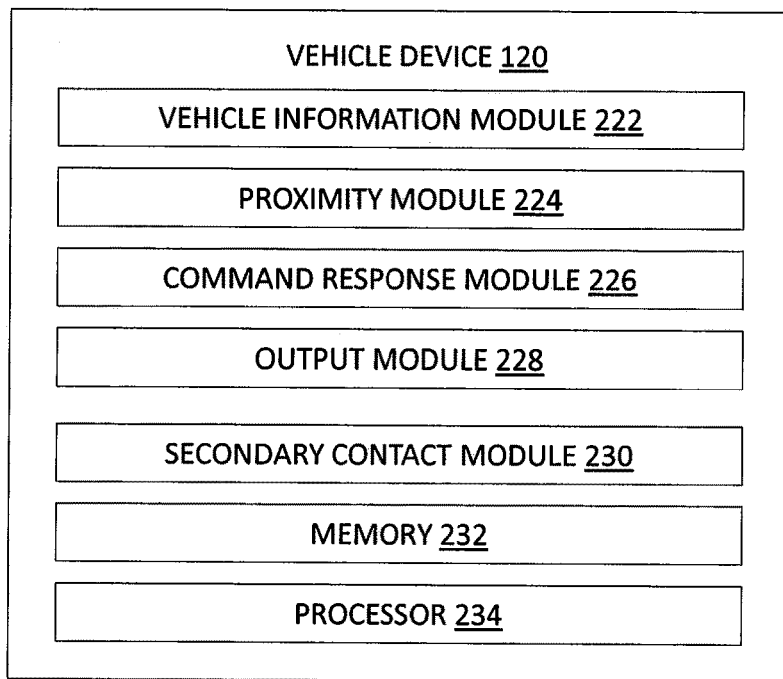 VEHICLE DEVICE 120
VEHICLE INFORMATION MODULE 222
PROXIMITY MODULE 224
COMMAND RESPONSE MODULE 226
OUTPUT MODULE 228
SECONDARY CONTACT MODULE 230
MEMORY 232
PROCESSOR 234